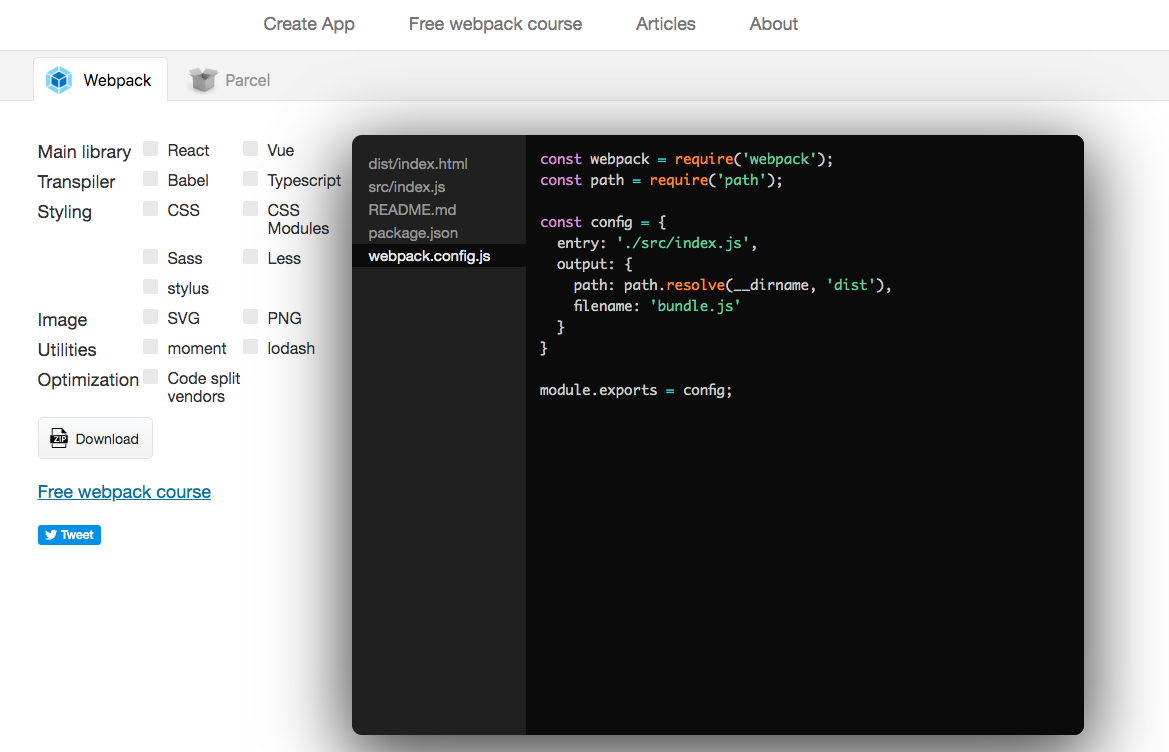 Create App Free webpack course Articles About
Webpack Parcel
Main library React Vue
Transpiler Babel Typescript
Styling CSS CSS Modules
Sass Less
stylus
Image SVG PNG
Utilities moment lodash
Optimization Code split vendors
ZIP Download
Free webpack course
Tweet
dist/index.html
src/index.js
README.md
package.json
webpack.config.js
const webpack = require('webpack');
const path = require('path');
const config = {
  entry: './src/index.js',
  output: {
    path: path.resolve(__dirname, 'dist'),
    filename: 'bundle.js'
  }
}
module.exports = config;